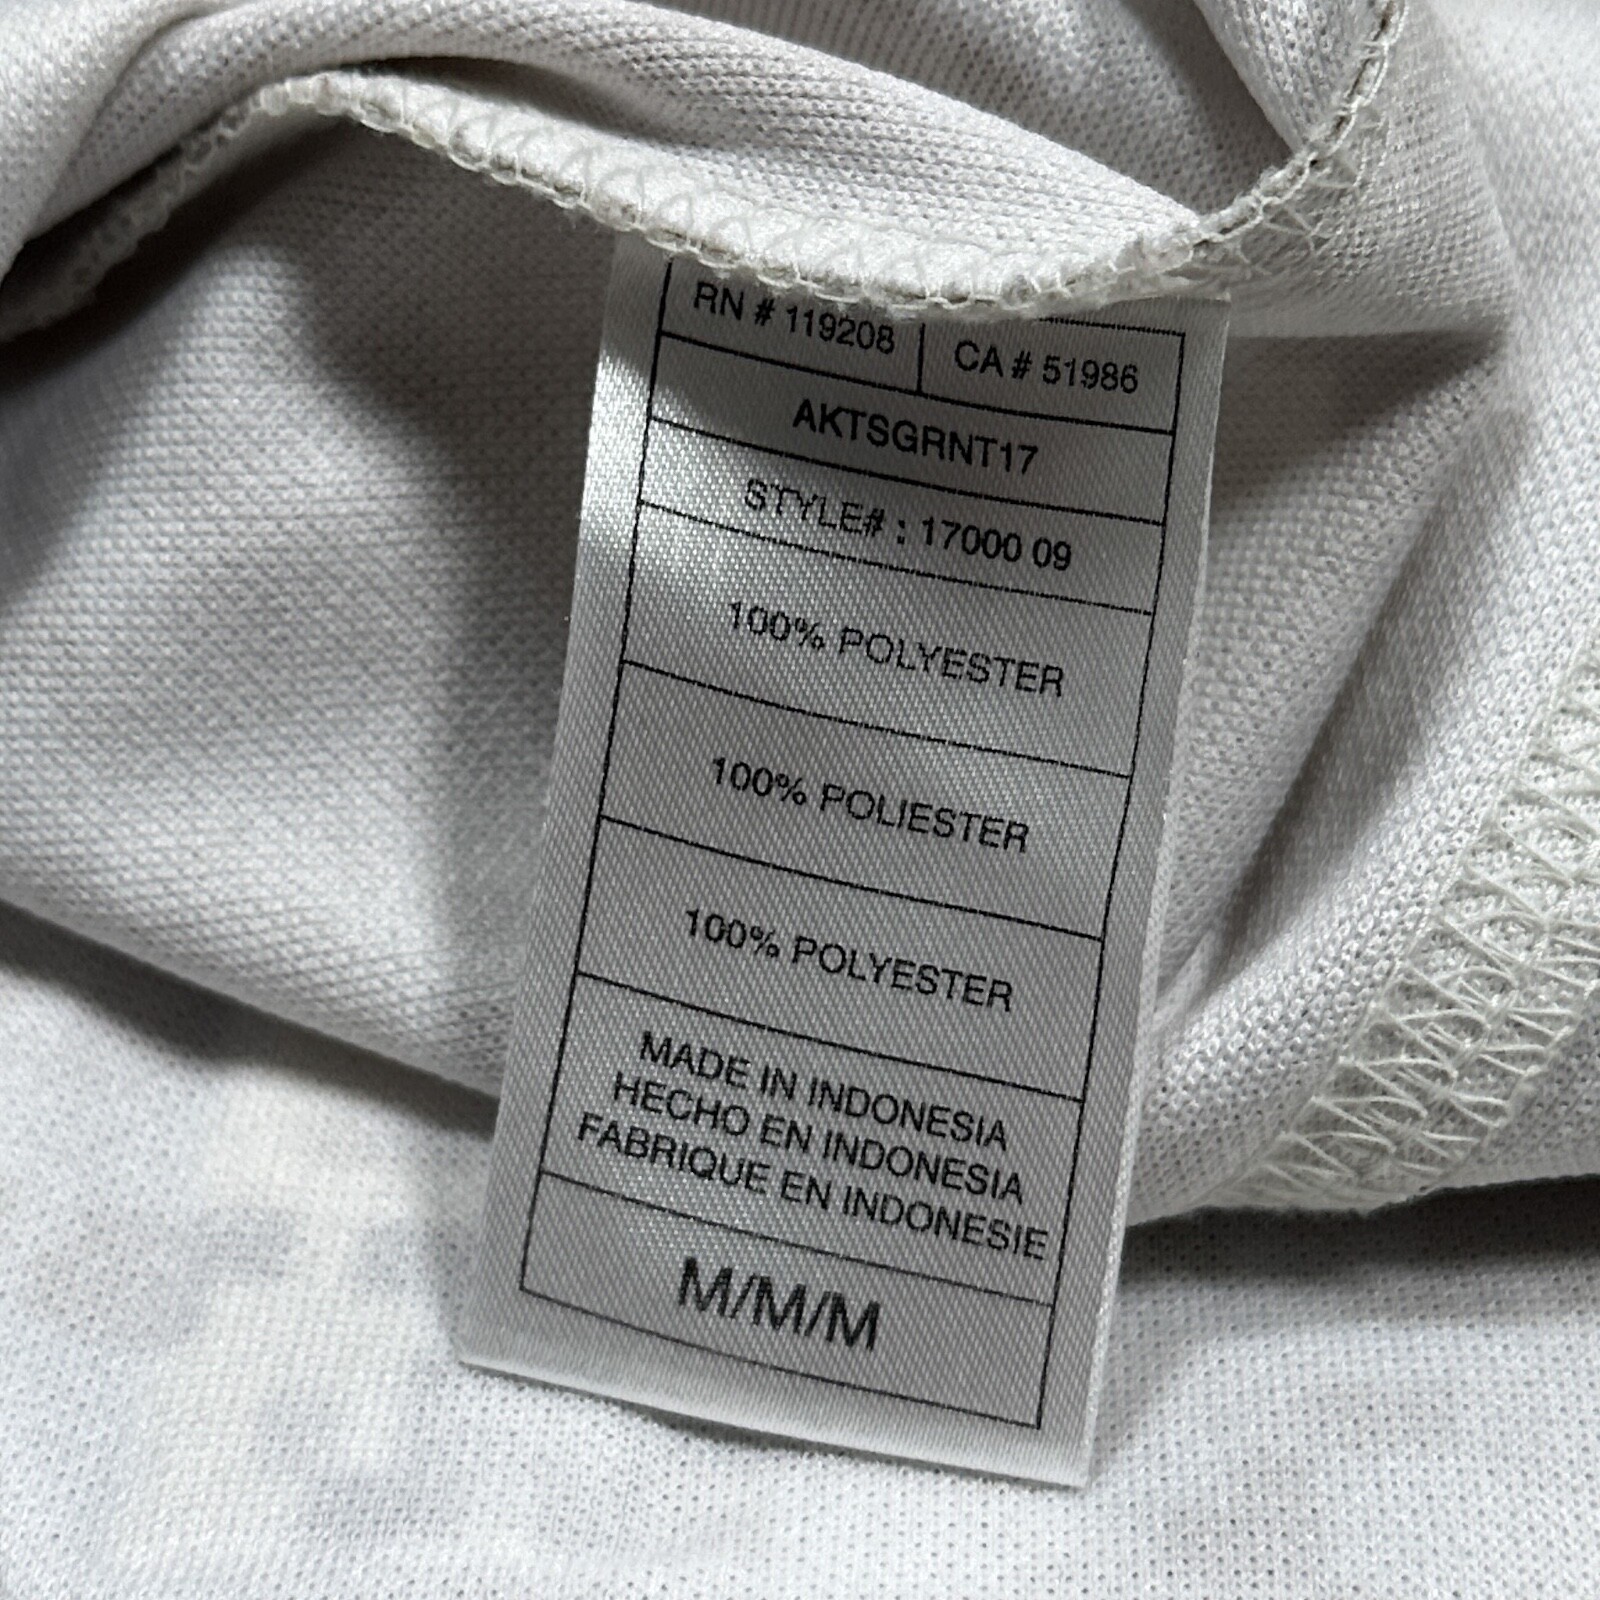 RN # 119208 CA # 51986
AKTSGRNT17
STYLE# : 17000 09
100% POLYESTER
100% POLIESTER
100% POLYESTER
MADE IN INDONESIA
HECHO EN INDONESIA
FABRIQUE EN INDONESIE
M/M/M